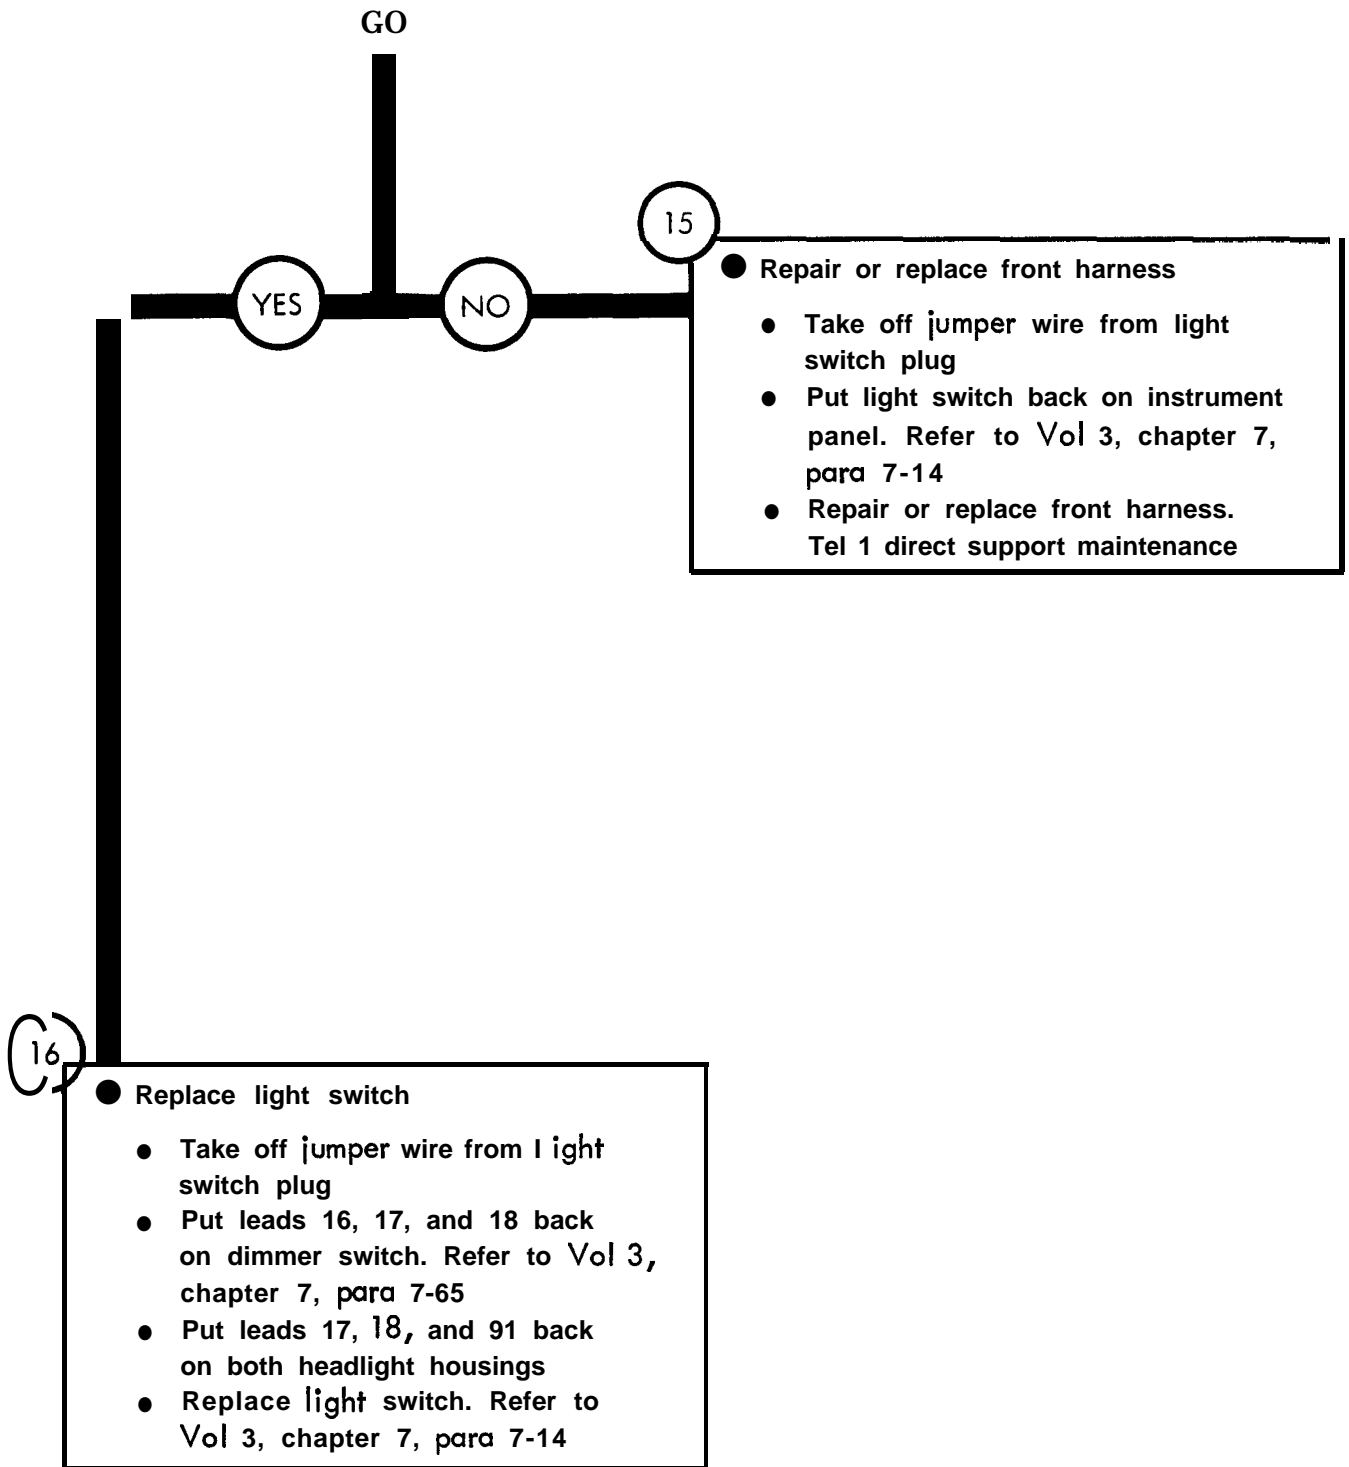 GO
YES
NO
15
● Repair or replace front harness
● Take off jumper wire from light
switch plug
● Put light switch back on instrument
panel. Refer to Vol 3, chapter 7,
para 7-14
● Repair or replace front harness.
Tel 1 direct support maintenance
16
● Replace light switch
● Take off jumper wire from I ight
switch plug
● Put leads 16, 17, and 18 back
on dimmer switch. Refer to Vol 3,
chapter 7, para 7-65
● Put leads 17, 18, and 91 back
on both headlight housings
● Replace light switch. Refer to
Vol 3, chapter 7, para 7-14